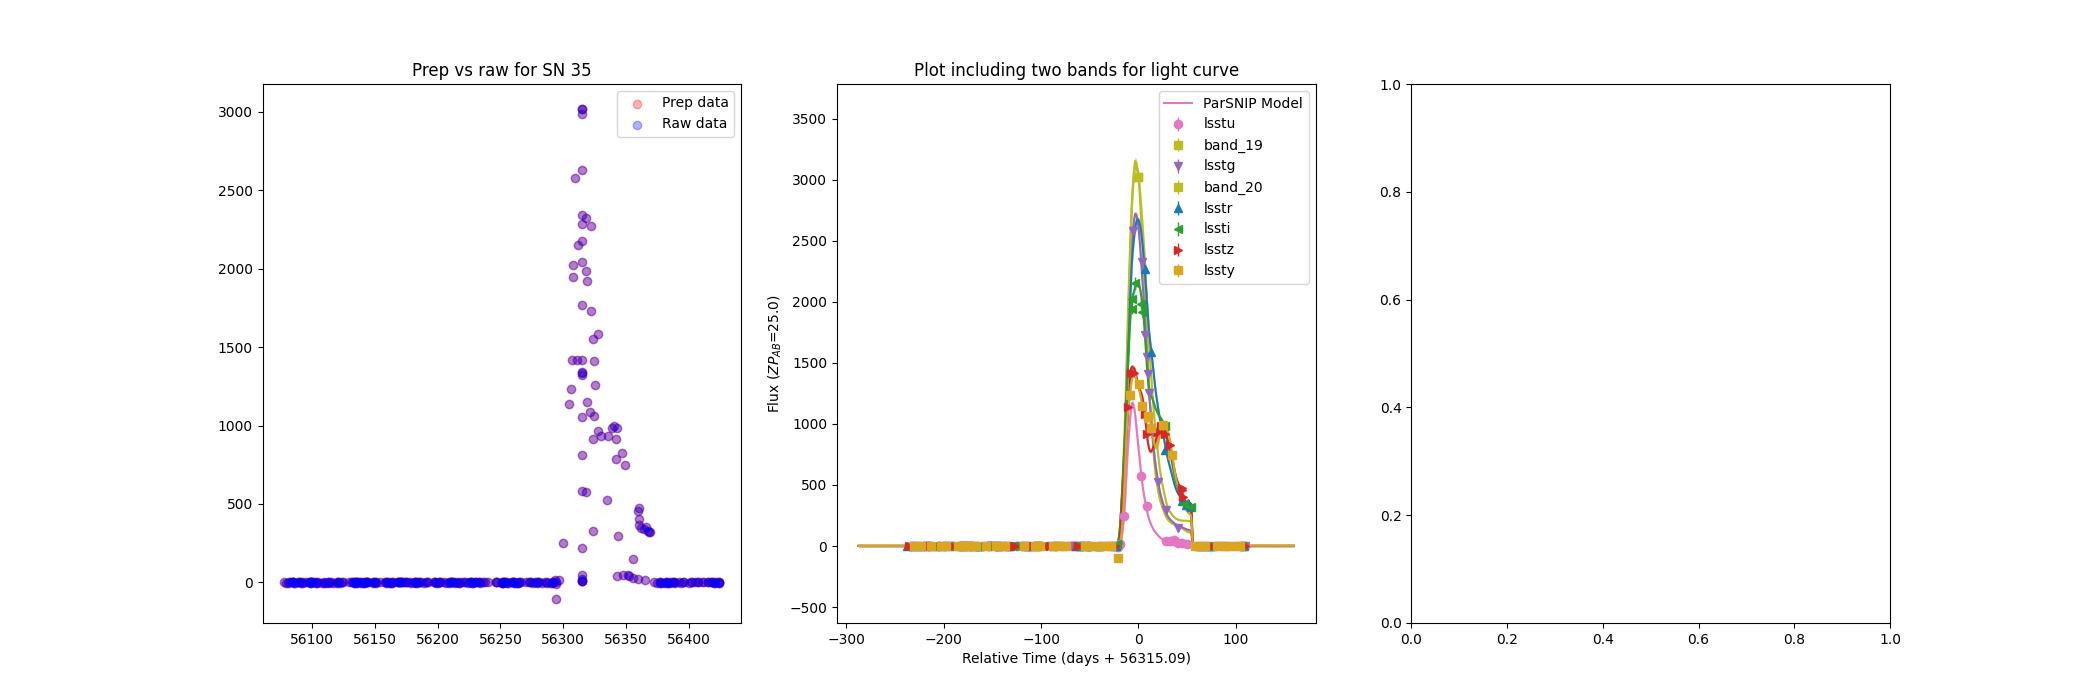 Prep vs raw for SN 35
3000
2500
2000
1500
1000
500
0
56100 56150 56200 56250 56300 56350 56400
Prep data
Raw data
Plot including two bands for light curve
Flux (ZP_AB=25.0)
3500
3000
2500
2000
1500
1000
500
0
−500
−300 −200 −100 0 100
Relative Time (days + 56315.09)
ParSNIP Model
lsstu
band_19
lsstg
band_20
lsstr
lssti
lsstz
lssty
1.0
0.8
0.6
0.4
0.2
0.0
0.0 0.2 0.4 0.6 0.8 1.0